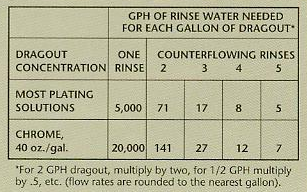 GPH OF RINSE WATER NEEDED
FOR EACH GALLON OF DRAGOUT*
DRAGOUT ONE COUNTERFLOWING RINSES
CONCENTRATION RINSE 2 3 4 5
MOST PLATING
SOLUTIONS 5,000 71 17 8 5
CHROME,
40 oz./gal. 20,000 141 27 12 7
*For 2 GPH dragout, multiply by two, for 1/2 GPH multiply
by .5, etc. (flow rates are rounded to the nearest gallon).